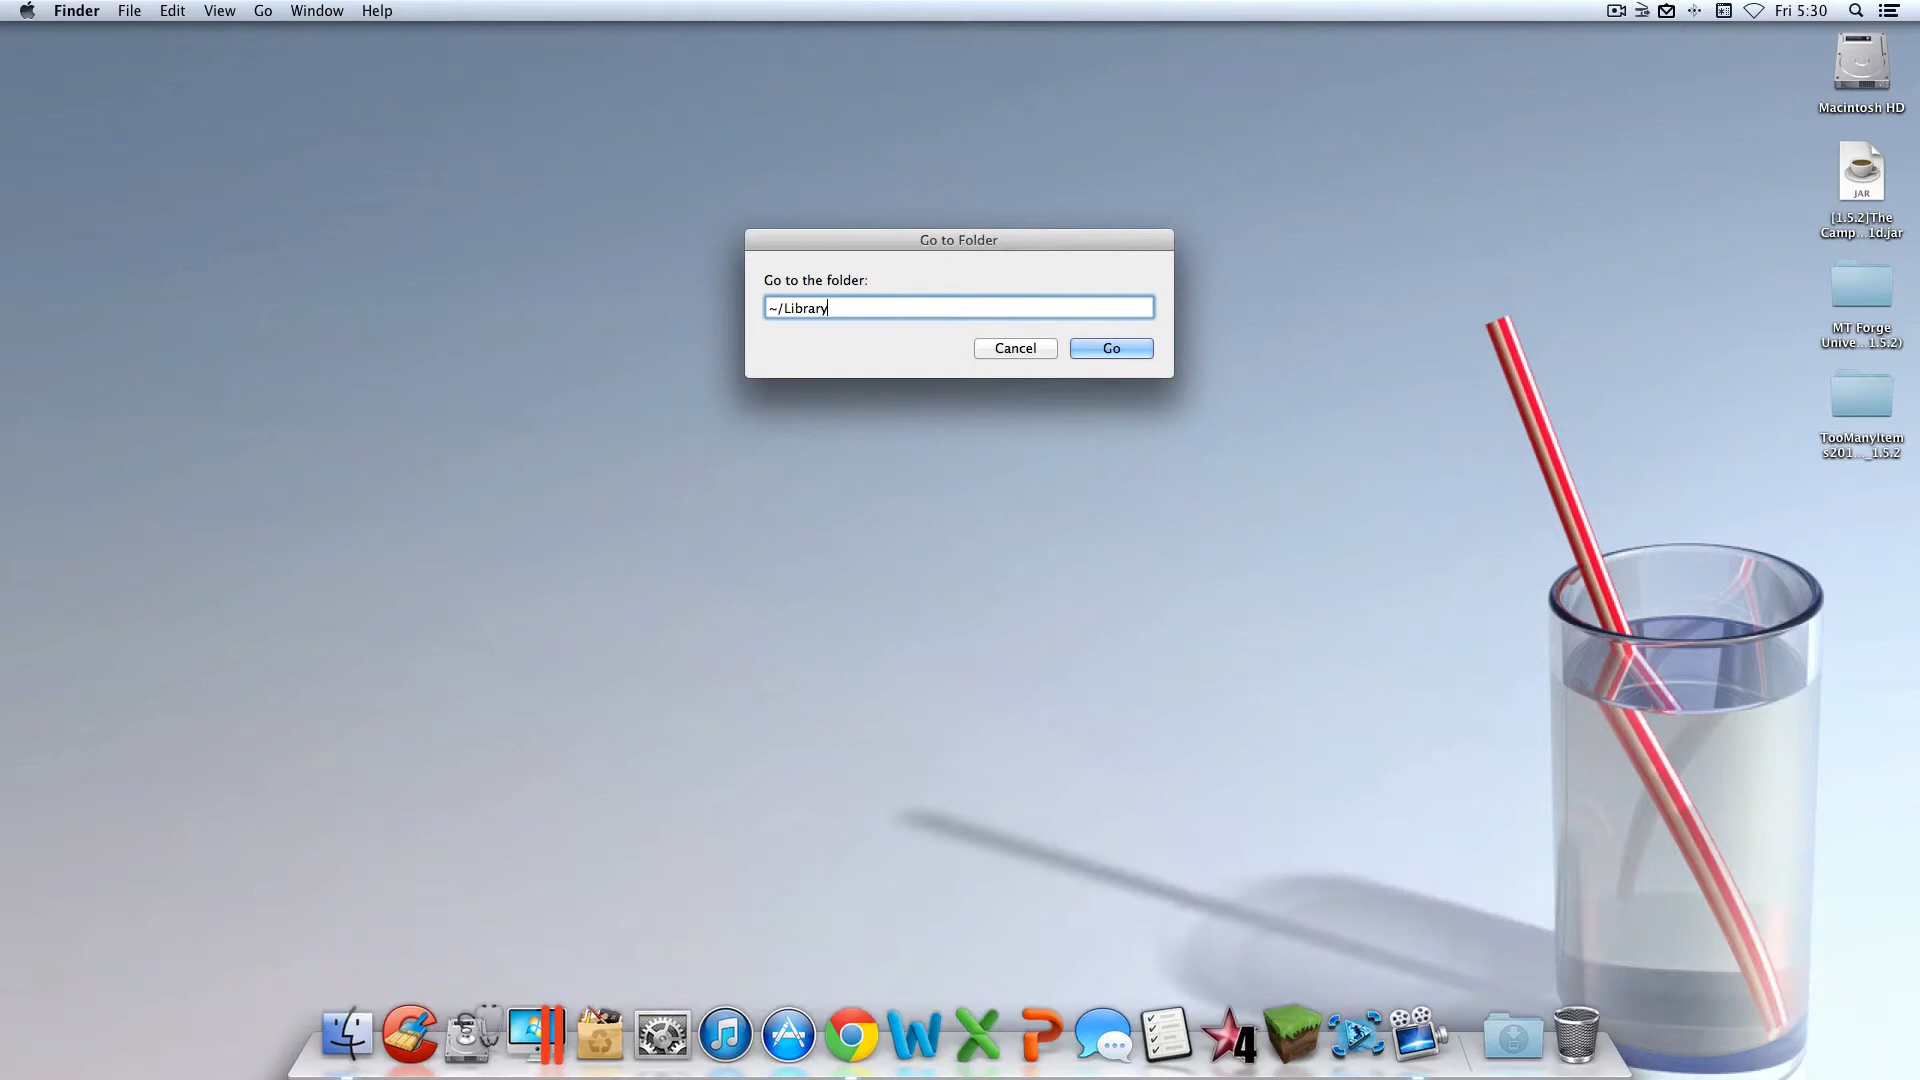 Finder File Edit View Go Window Help
Fri 5:30
Macintosh HD
JAR
[1.5.2]The
Camp...1d.jar
MT Forge
Unive...1.5.2)
TooManyItem
s201..._1.5.2
Go to Folder
Go to the folder:
~/Library
Cancel Go
4